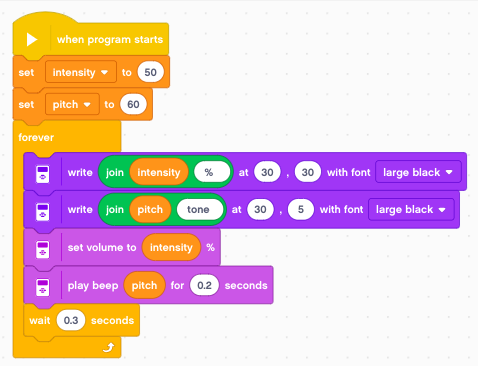 when program starts
set intensity to 50
set pitch to 60
forever
write join intensity % at 30 , 30 with font large black
write join pitch tone at 30 , 5 with font large black
set volume to intensity %
play beep pitch for 0.2 seconds
wait 0.3 seconds